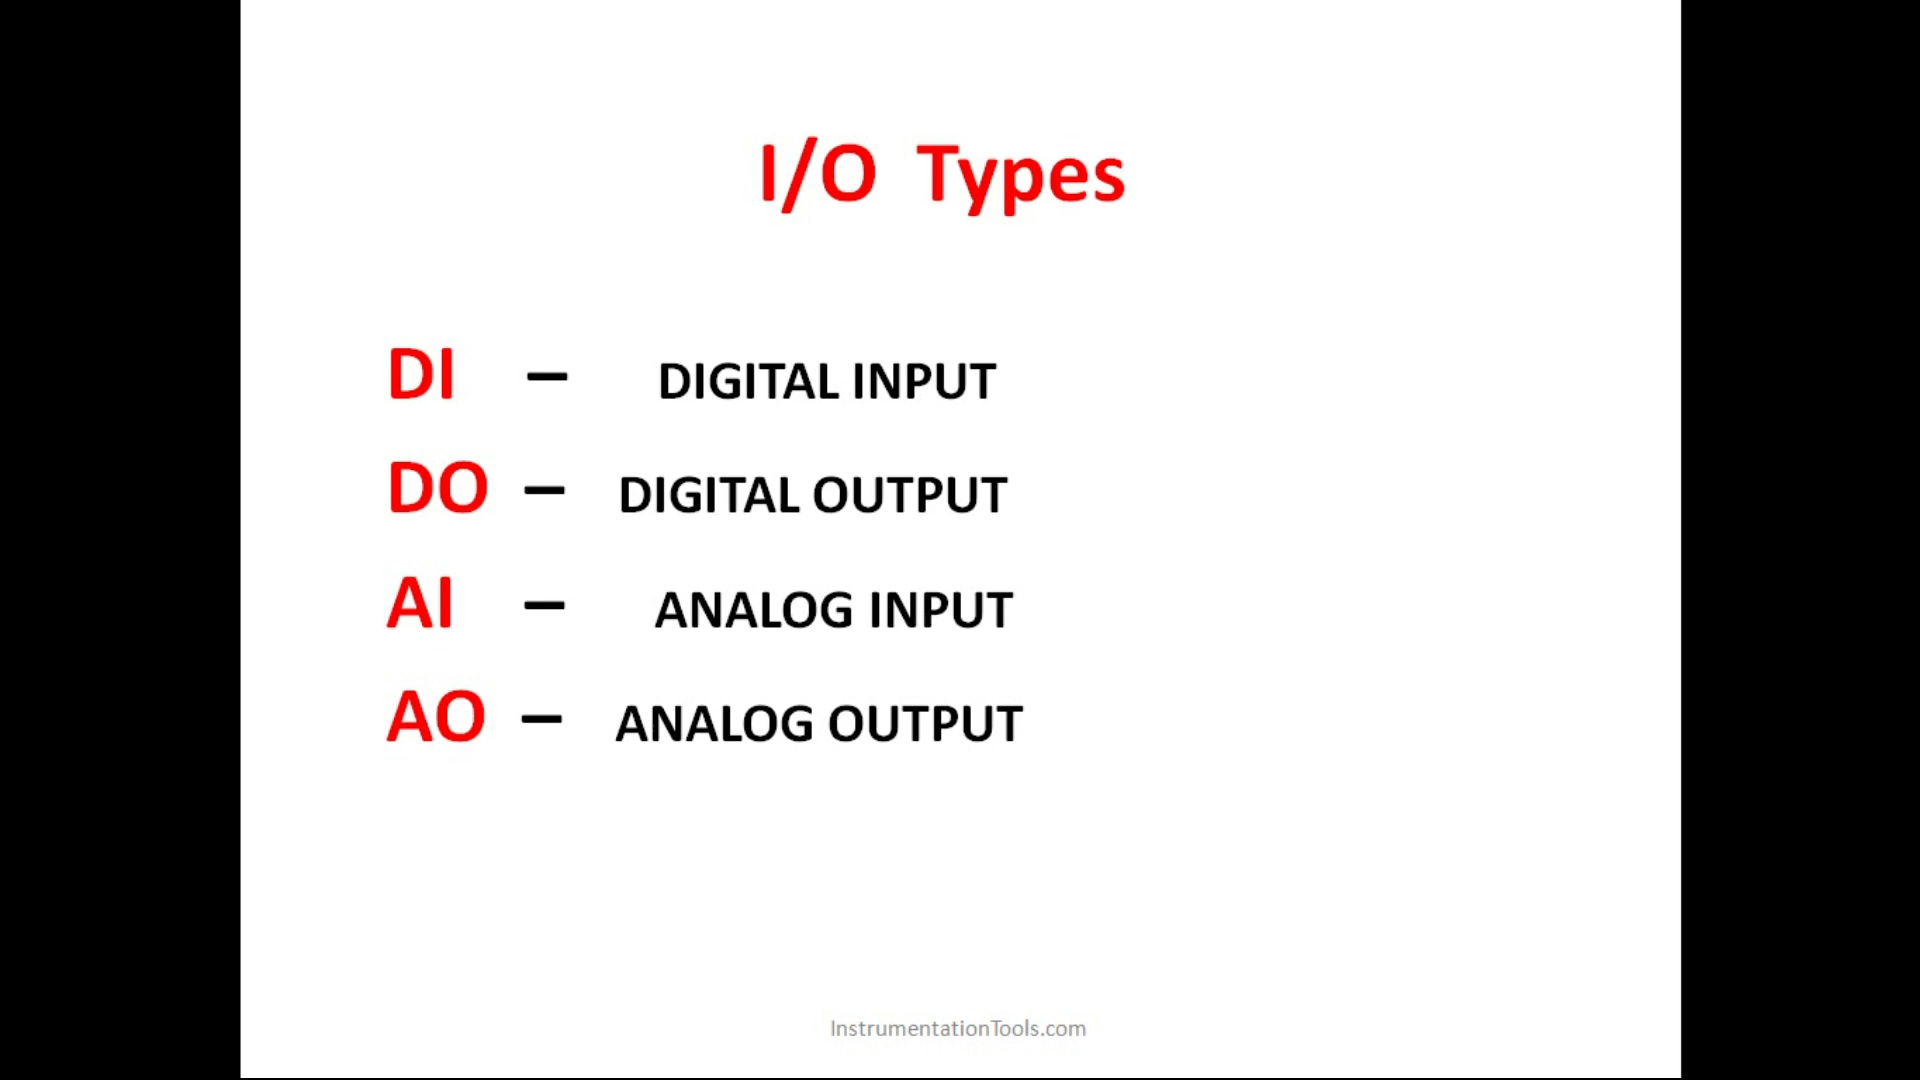 I/O Types
DI – DIGITAL INPUT
DO – DIGITAL OUTPUT
AI – ANALOG INPUT
AO – ANALOG OUTPUT
InstrumentationTools.com